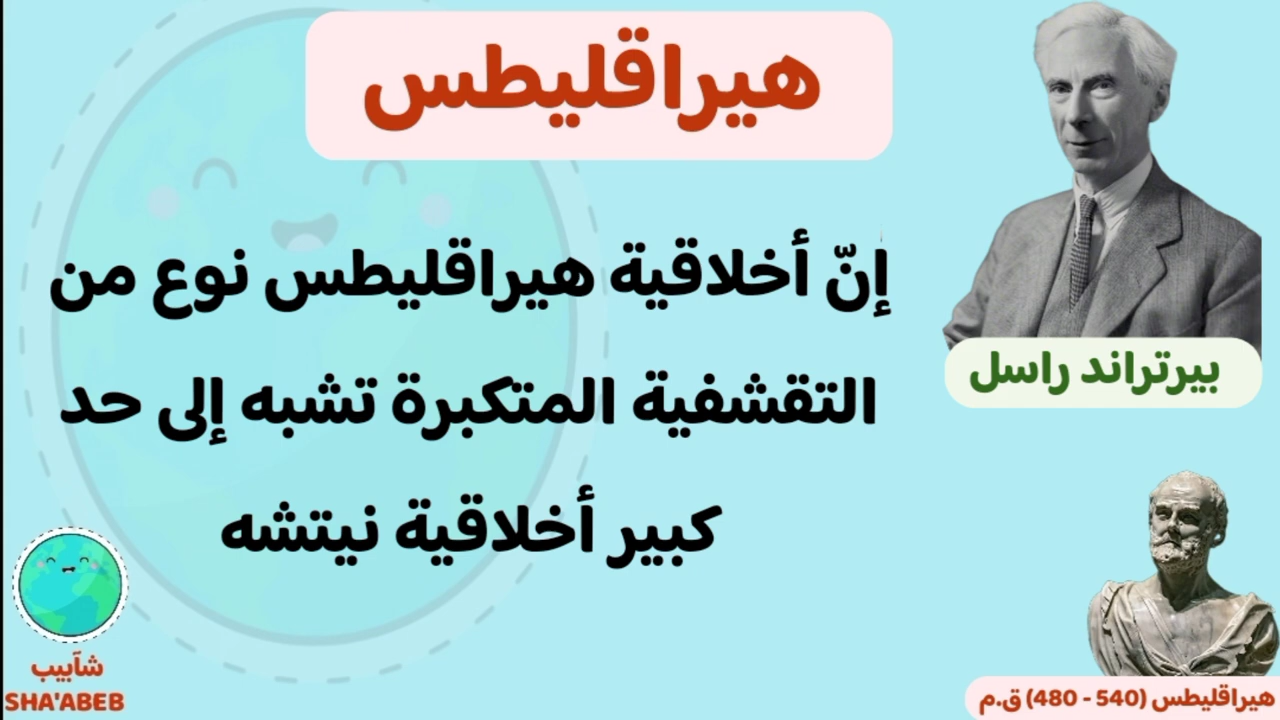 هيراقليطس
إنّ أخلاقية هيراقليطس نوع من
التقشفية المتكبرة تشبه إلى حد
كبير أخلاقية نيتشه
بيرتراند راسل
هيراقليطس (540 - 480) ق.م
شآبيب
SHA'ABEB